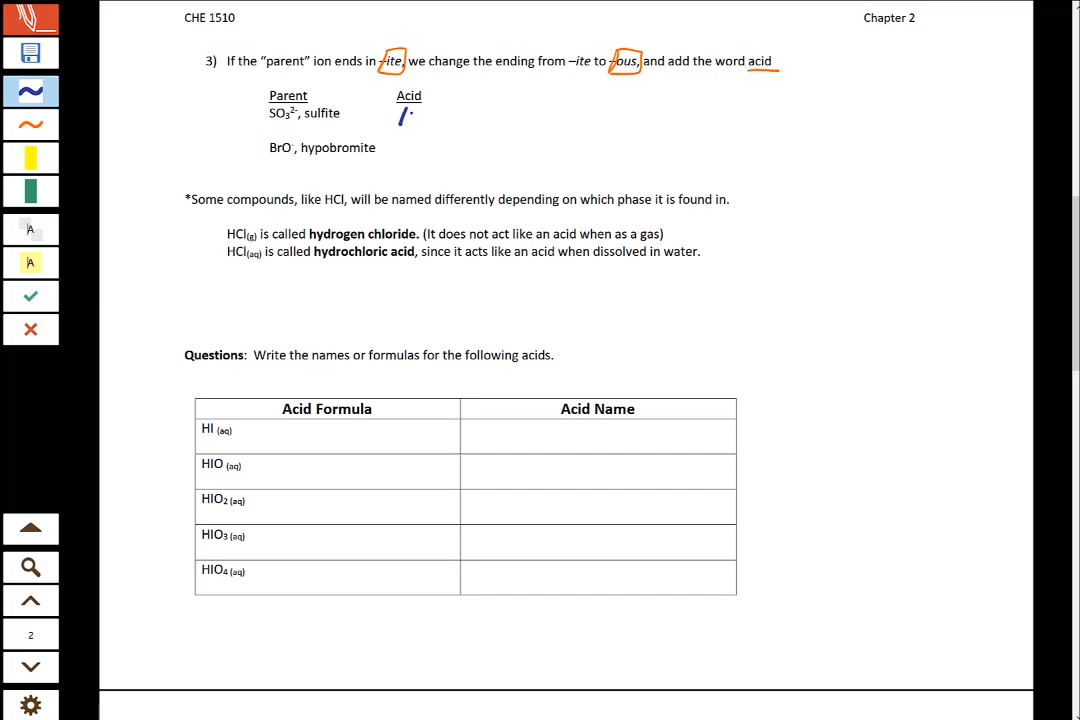 CHE 1510 Chapter 2
3) If the “parent” ion ends in –ite, we change the ending from –ite to –ous, and add the word acid
Parent Acid
SO₃²⁻, sulfite
BrO⁻, hypobromite
*Some compounds, like HCl, will be named differently depending on which phase it is found in.
HCl(g) is called hydrogen chloride. (It does not act like an acid when as a gas)
HCl(aq) is called hydrochloric acid, since it acts like an acid when dissolved in water.
Questions: Write the names or formulas for the following acids.
Acid Formula Acid Name
HI (aq)
HIO (aq)
HIO₂ (aq)
HIO₃ (aq)
HIO₄ (aq)
A
A
2